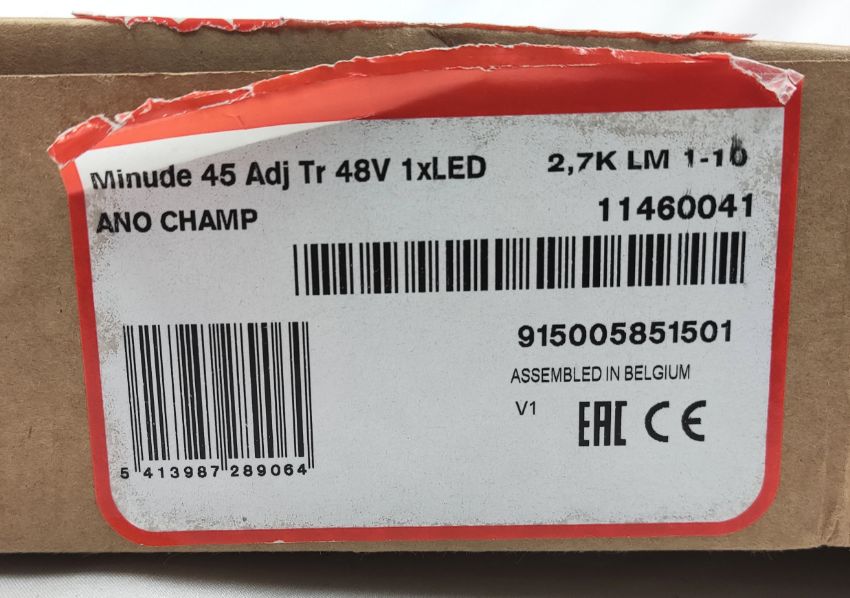 Minude 45 Adj Tr 48V 1xLED 2,7K LM 1-10
ANO CHAMP 11460041
915005851501
ASSEMBLED IN BELGIUM
V1 EAC CE
5 413987 289064